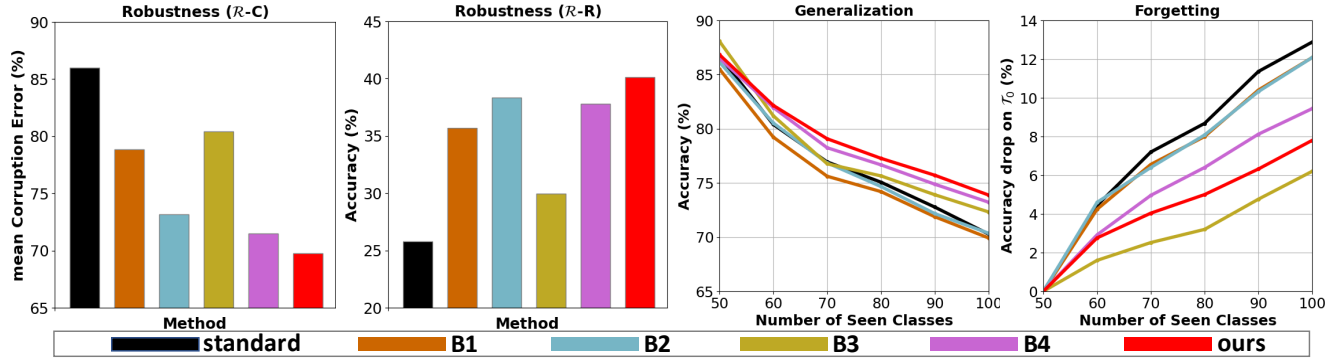 Robustness (ℛ-C)
mean Corruption Error (%)
90
85
80
75
70
65
Method
Robustness (ℛ-R)
Accuracy (%)
45
40
35
30
25
20
Method
Generalization
Accuracy (%)
90
85
80
75
70
65
50 60 70 80 90 100
Number of Seen Classes
Forgetting
Accuracy drop on 𝒯0 (%)
14
12
10
8
6
4
2
0
50 60 70 80 90 100
Number of Seen Classes
standard B1 B2 B3 B4 ours